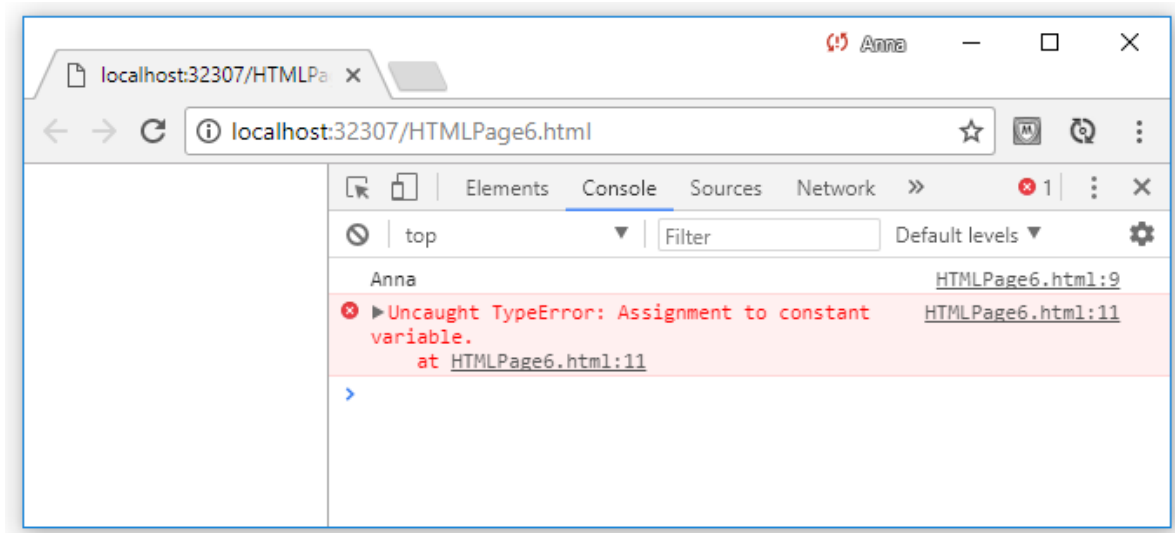 Anna
localhost:32307/HTMLPa
localhost:32307/HTMLPage6.html
Elements Console Sources Network » 1
top Filter Default levels
Anna HTMLPage6.html:9
Uncaught TypeError: Assignment to constant HTMLPage6.html:11
variable.
at HTMLPage6.html:11